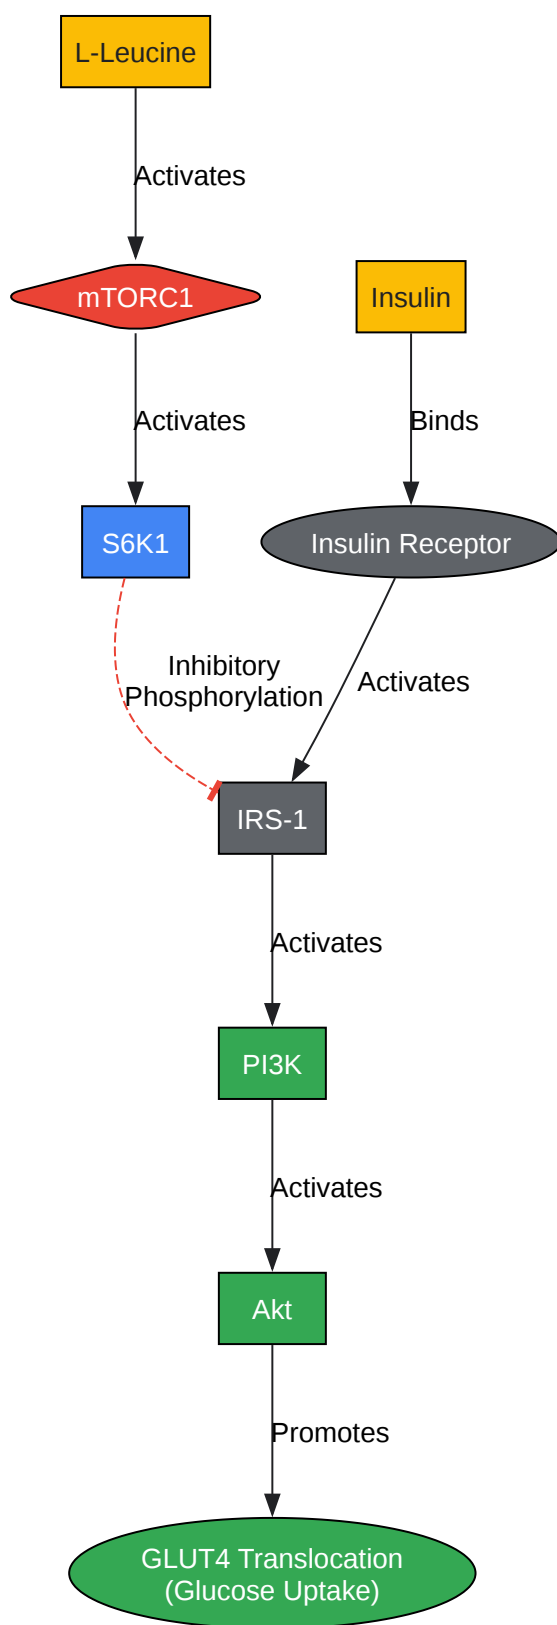 L-Leucine
Activates
mTORC1
Insulin
Activates
Binds
S6K1
Insulin Receptor
Inhibitory
Phosphorylation
Activates
IRS-1
Activates
PI3K
Activates
Akt
Promotes
GLUT4 Translocation
(Glucose Uptake)